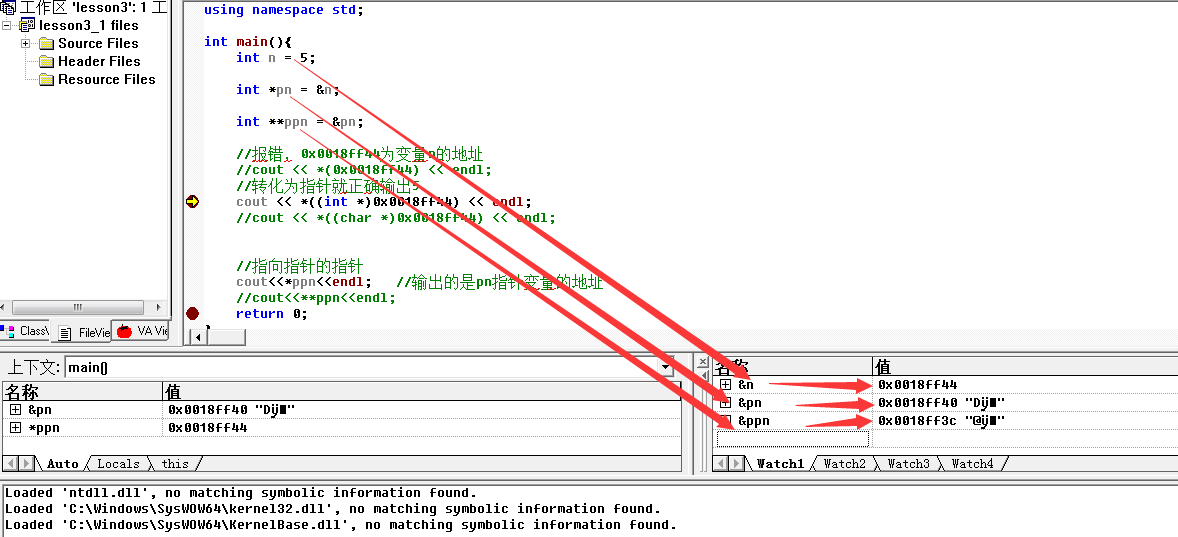 工作区 'lesson3': 1 工
lesson3_1 files
Source Files
Header Files
Resource Files
ClassV
FileVie
VA Vie
using namespace std;
int main(){
int n = 5;
int *pn = &n;
int **ppn = &pn;
//报错，0x0018ff44为变量n的地址
//cout << *(0x0018ff44) << endl;
//转化为指针就正确输出5
cout << *((int *)0x0018ff44) << endl;
//cout << *((char *)0x0018ff44) << endl;
//指向指针的指针
cout<<*ppn<<endl; //输出的是pn指针变量的地址
//cout<<**ppn<<endl;
return 0;
}
上下文: main()
名称 值
&pn 0x0018ff40 "Dÿ■"
*ppn 0x0018ff44
Auto Locals this
名称 值
&n 0x0018ff44
&pn 0x0018ff40 "Dÿ■"
&ppn 0x0018ff3c "@ÿ■"
Watch1 Watch2 Watch3 Watch4
Loaded 'ntdll.dll', no matching symbolic information found.
Loaded 'C:\Windows\SysWOW64\kernel32.dll', no matching symbolic information found.
Loaded 'C:\Windows\SysWOW64\KernelBase.dll', no matching symbolic information found.